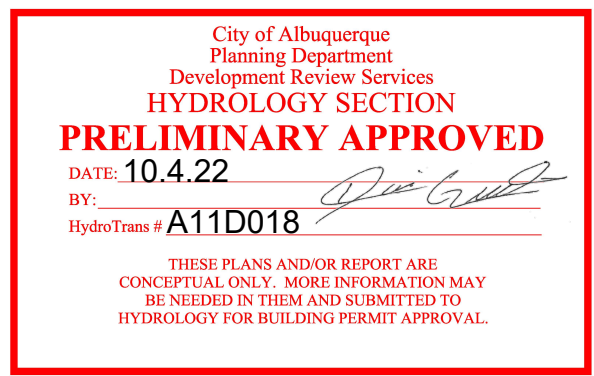 City of Albuquerque
Planning Department
Development Review Services
HYDROLOGY SECTION
PRELIMINARY APPROVED
DATE: 10.4.22
BY:
HydroTrans # A11D018
THESE PLANS AND/OR REPORT ARE
CONCEPTUAL ONLY. MORE INFORMATION MAY
BE NEEDED IN THEM AND SUBMITTED TO
HYDROLOGY FOR BUILDING PERMIT APPROVAL.